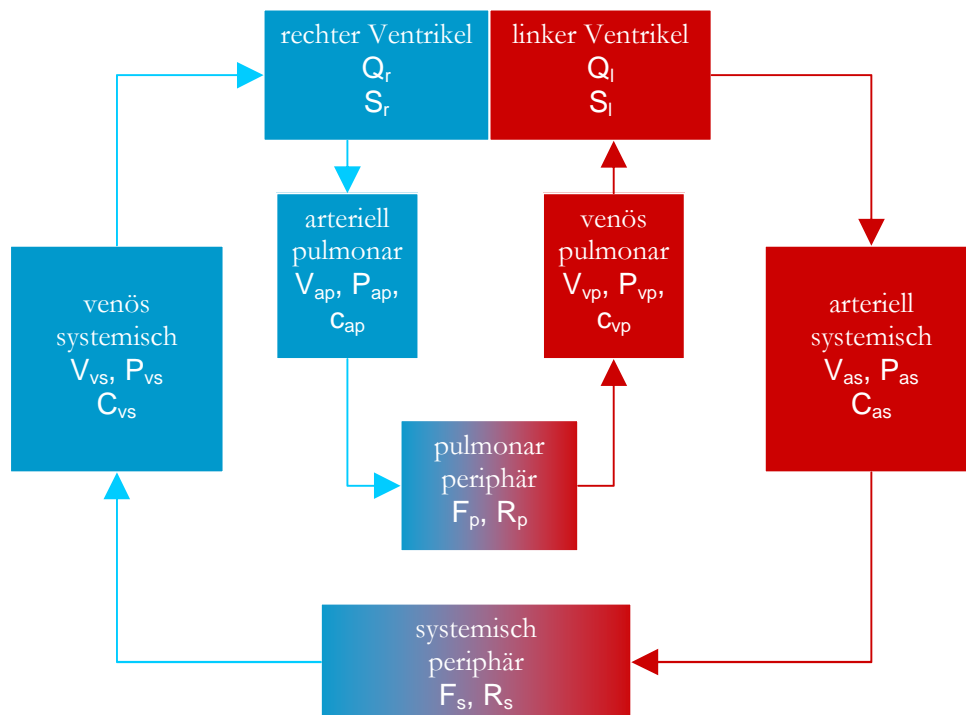 rechter Ventrikel
Qr
Sr
linker Ventrikel
Ql
Sl
arteriell
pulmonar
Vap, Pap,
cap
venös
pulmonar
Vvp, Pvp,
cvp
venös
systemisch
Vvs, Pvs
Cvs
arteriell
systemisch
Vas, Pas
Cas
pulmonar
periphär
Fp, Rp
systemisch
periphär
Fs, Rs